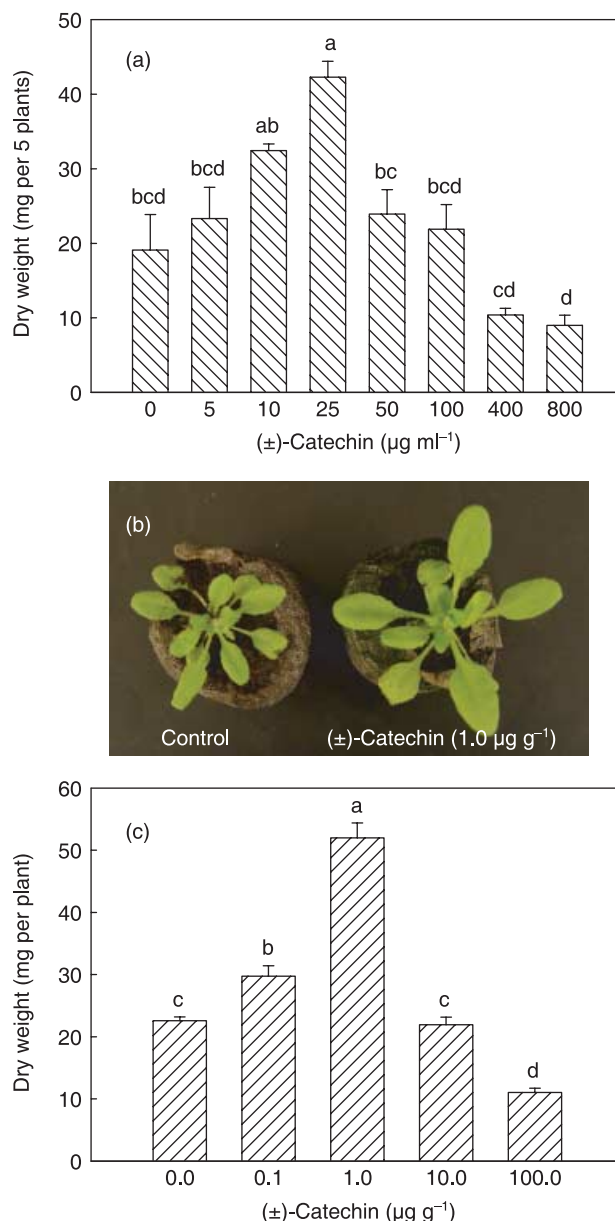 50
(a)
a
40
ab
30
bcd
bcd
bc
bcd
20
cd
d
10
0
Dry weight (mg per 5 plants)
0 5 10 25 50 100 400 800
(±)-Catechin (µg ml⁻¹)
(b)
Control
(±)-Catechin (1.0 µg g⁻¹)
60
(c)
a
50
40
b
30
c
c
20
d
10
0
Dry weight (mg per plant)
0.0 0.1 1.0 10.0 100.0
(±)-Catechin (µg g⁻¹)